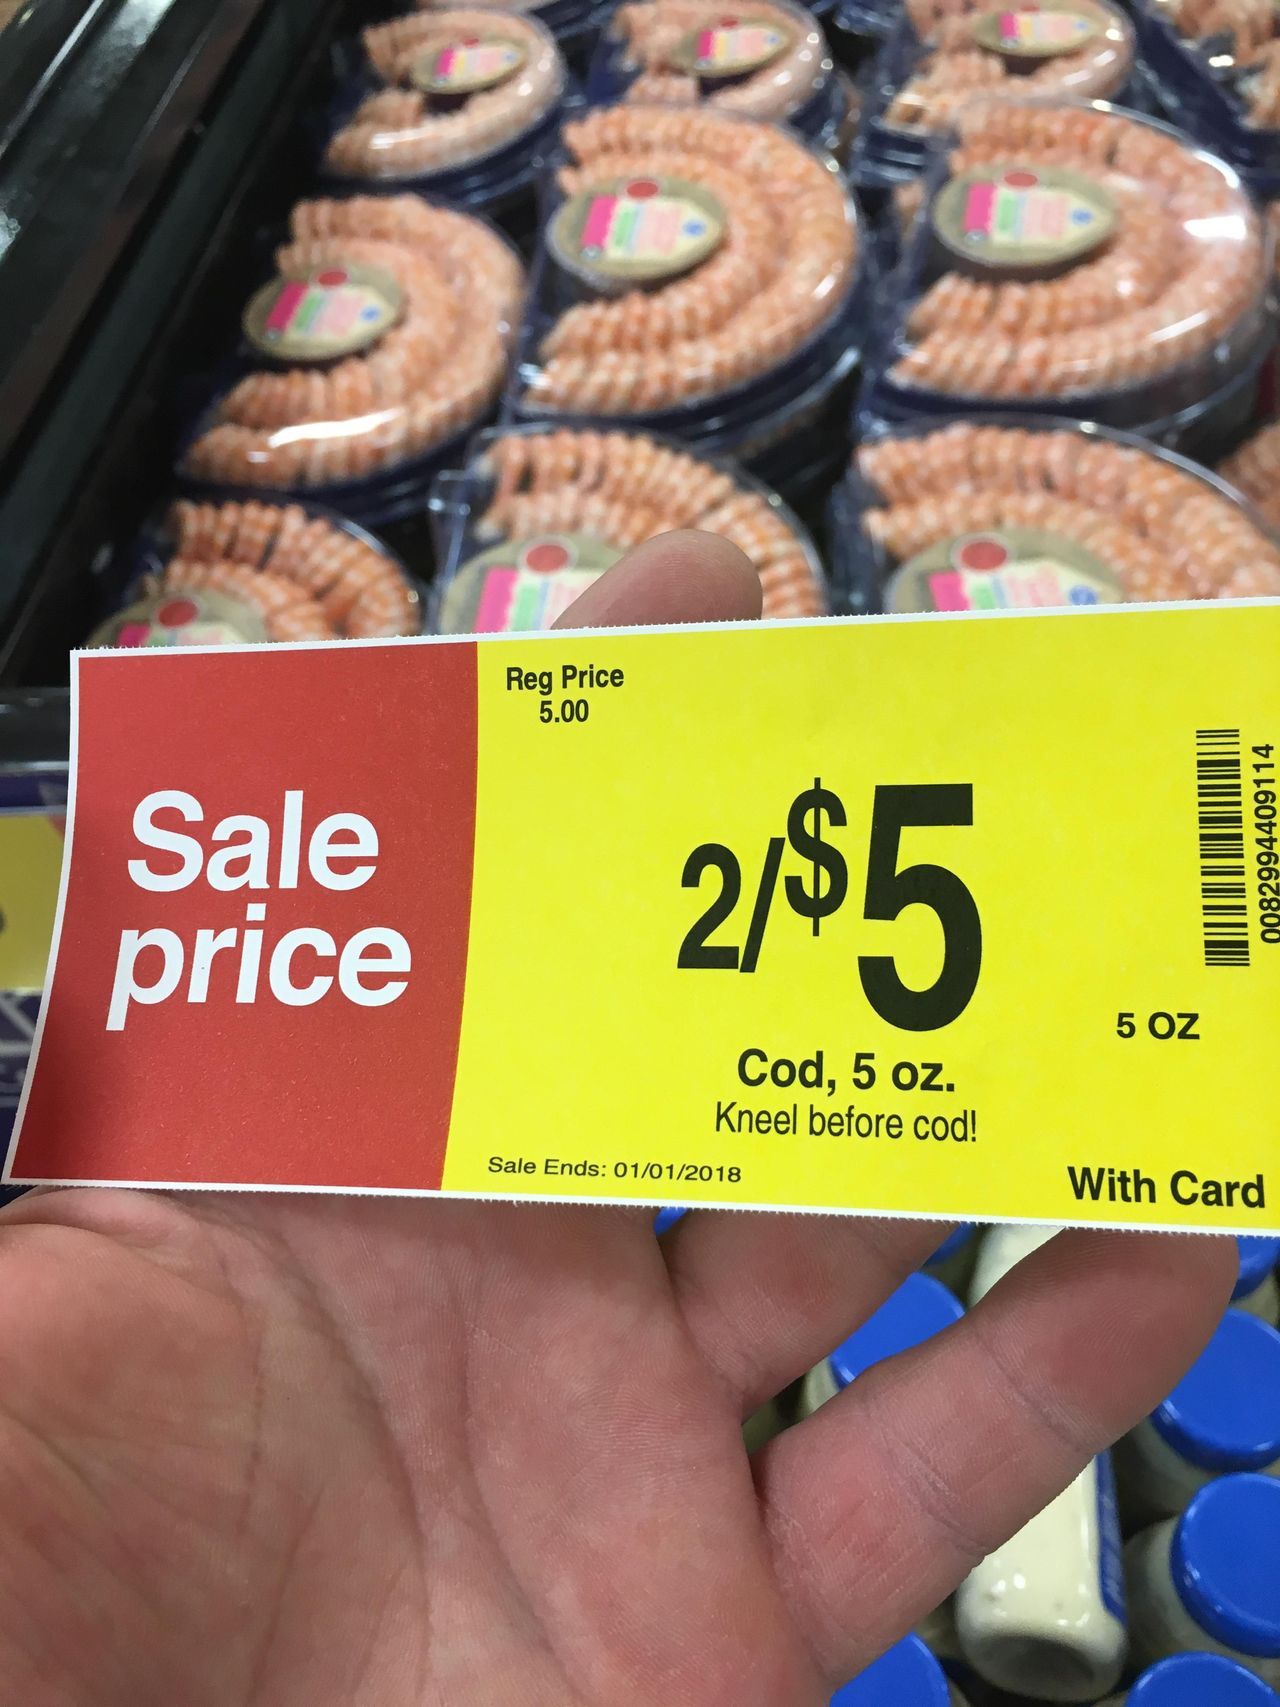 Sale
price
Reg Price
5.00
2/$5
Cod, 5 oz.
Kneel before cod!
Sale Ends: 01/01/2018
5 OZ
With Card
0082994409114